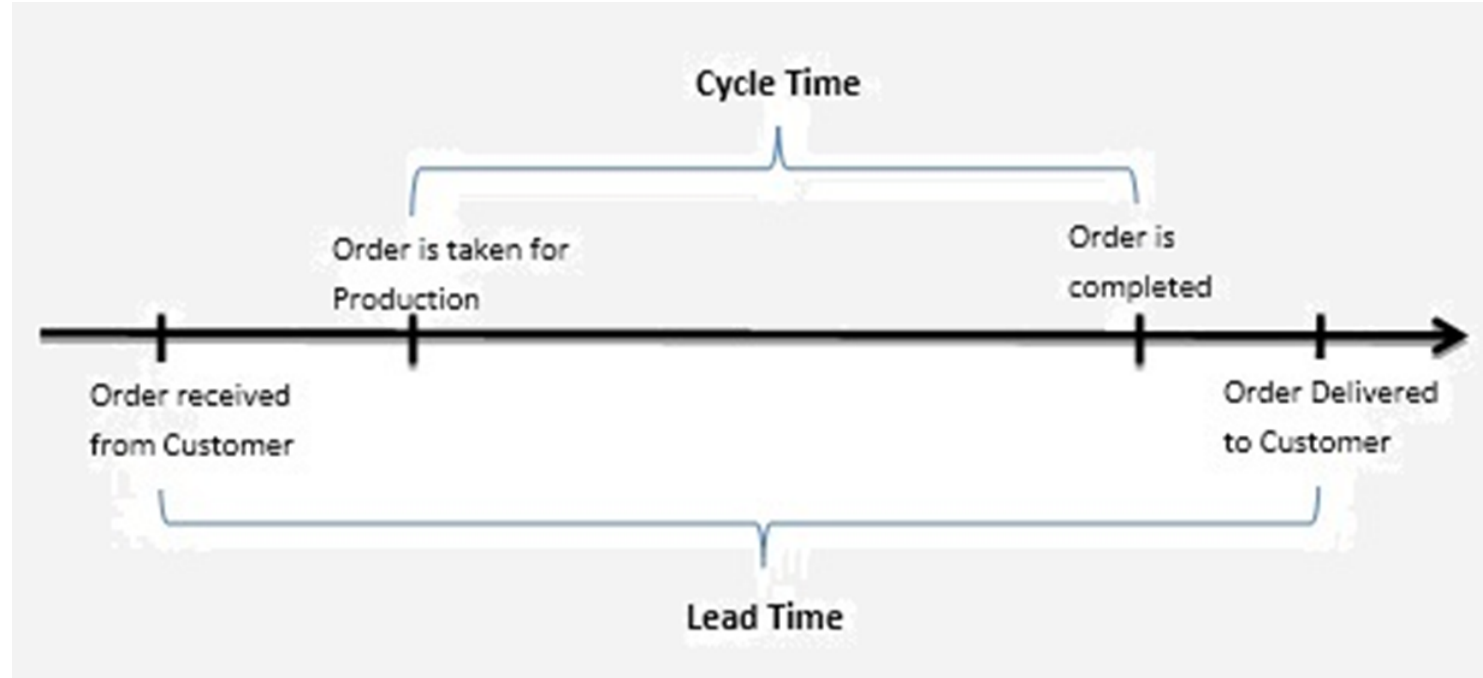 Cycle Time
Order is taken for
Production
Order is
completed
Order received
from Customer
Order Delivered
to Customer
Lead Time